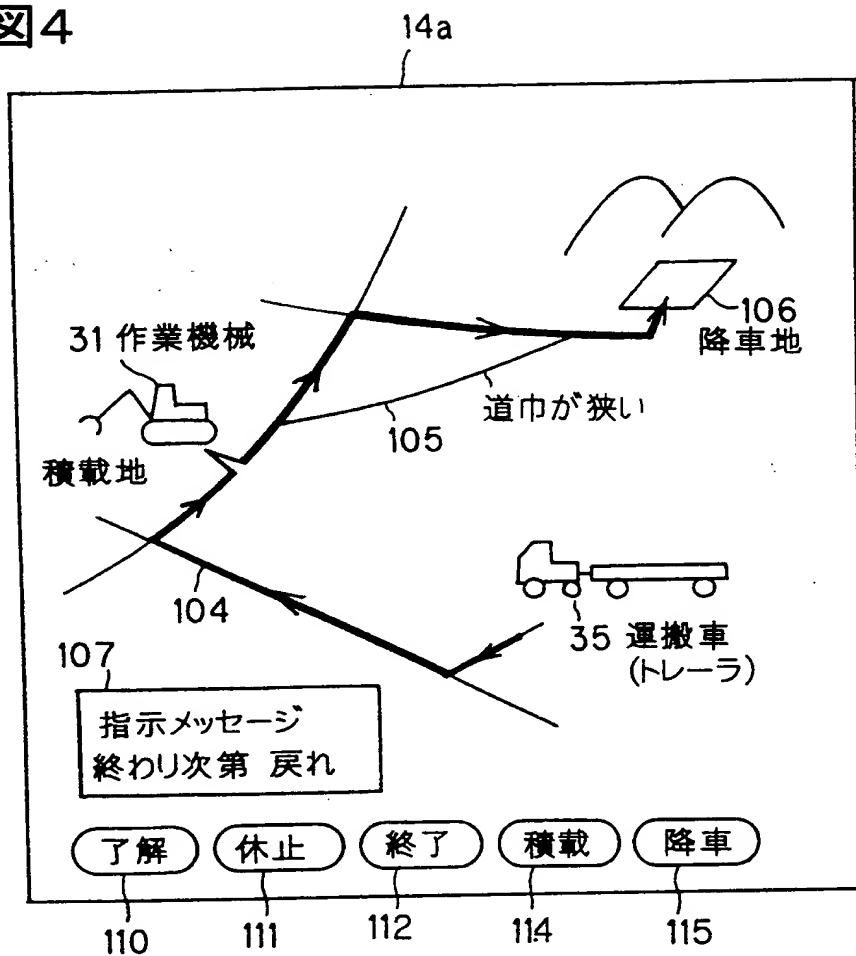 図4
14a
31 作業機械
積載地
106
降車地
道巾が狭い
105
104
35 運搬車
(トレーラ)
107
指示メッセージ
終わり次第 戻れ
了解
休止
終了
積載
降車
110
111
112
114
115